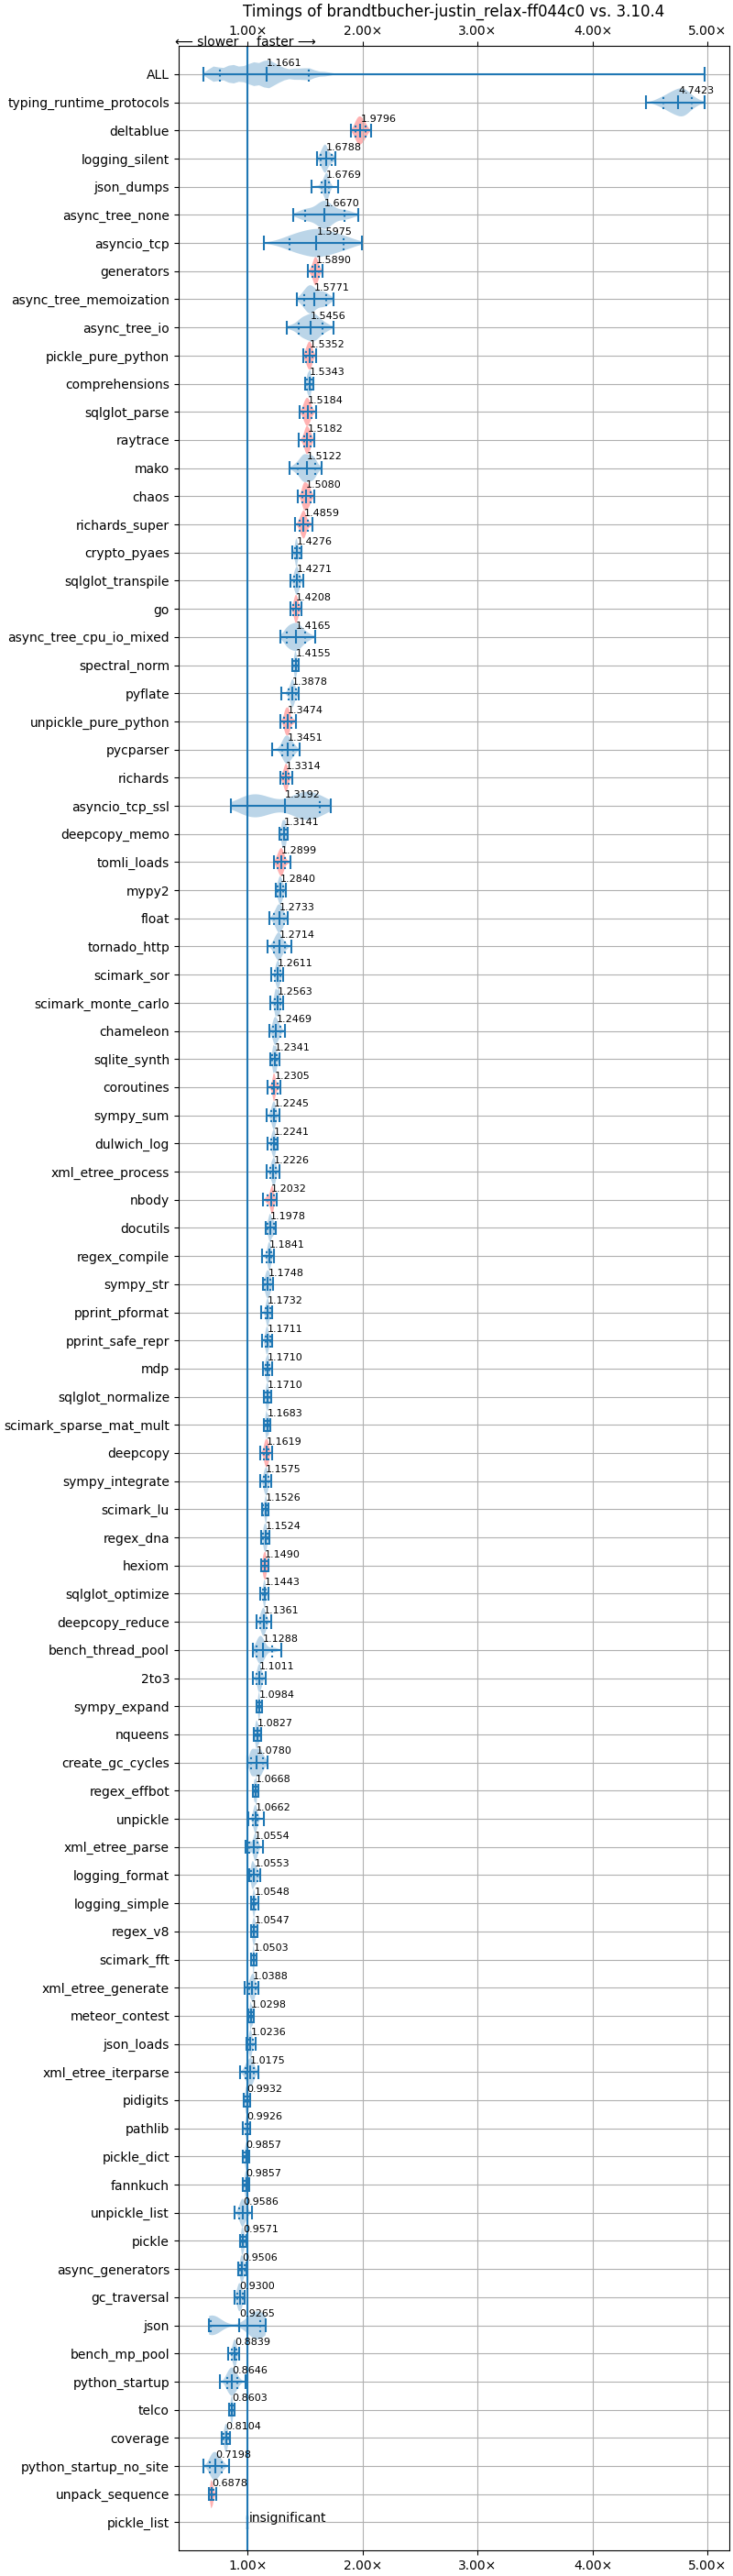 Timings of brandtbucher-justin_relax-ff044c0 vs. 3.10.4
1.00× 2.00× 3.00× 4.00× 5.00×
⟵ slower faster ⟶
ALL 1.1661
typing_runtime_protocols 4.7423
deltablue 1.9796
logging_silent 1.6788
json_dumps 1.6769
async_tree_none 1.6670
asyncio_tcp 1.5975
generators 1.5890
async_tree_memoization 1.5771
async_tree_io 1.5456
pickle_pure_python 1.5352
comprehensions 1.5343
sqlglot_parse 1.5184
raytrace 1.5182
mako 1.5122
chaos 1.5080
richards_super 1.4859
crypto_pyaes 1.4276
sqlglot_transpile 1.4271
go 1.4208
async_tree_cpu_io_mixed 1.4165
spectral_norm 1.4155
pyflate 1.3878
unpickle_pure_python 1.3474
pycparser 1.3451
richards 1.3314
asyncio_tcp_ssl 1.3192
deepcopy_memo 1.3141
tomli_loads 1.2899
mypy2 1.2840
float 1.2733
tornado_http 1.2714
scimark_sor 1.2611
scimark_monte_carlo 1.2563
chameleon 1.2469
sqlite_synth 1.2341
coroutines 1.2305
sympy_sum 1.2245
dulwich_log 1.2241
xml_etree_process 1.2226
nbody 1.2032
docutils 1.1978
regex_compile 1.1841
sympy_str 1.1748
pprint_pformat 1.1732
pprint_safe_repr 1.1711
mdp 1.1710
sqlglot_normalize 1.1710
scimark_sparse_mat_mult 1.1683
deepcopy 1.1619
sympy_integrate 1.1575
scimark_lu 1.1526
regex_dna 1.1524
hexiom 1.1490
sqlglot_optimize 1.1443
deepcopy_reduce 1.1361
bench_thread_pool 1.1288
2to3 1.1011
sympy_expand 1.0984
nqueens 1.0827
create_gc_cycles 1.0780
regex_effbot 1.0668
unpickle 1.0662
xml_etree_parse 1.0554
logging_format 1.0553
logging_simple 1.0548
regex_v8 1.0547
scimark_fft 1.0503
xml_etree_generate 1.0388
meteor_contest 1.0298
json_loads 1.0236
xml_etree_iterparse 1.0175
pidigits 0.9932
pathlib 0.9926
pickle_dict 0.9857
fannkuch 0.9857
unpickle_list 0.9586
pickle 0.9571
async_generators 0.9506
gc_traversal 0.9300
json 0.9265
bench_mp_pool 0.8839
python_startup 0.8646
telco 0.8603
coverage 0.8104
python_startup_no_site 0.7198
unpack_sequence 0.6878
pickle_list insignificant
1.00× 2.00× 3.00× 4.00× 5.00×